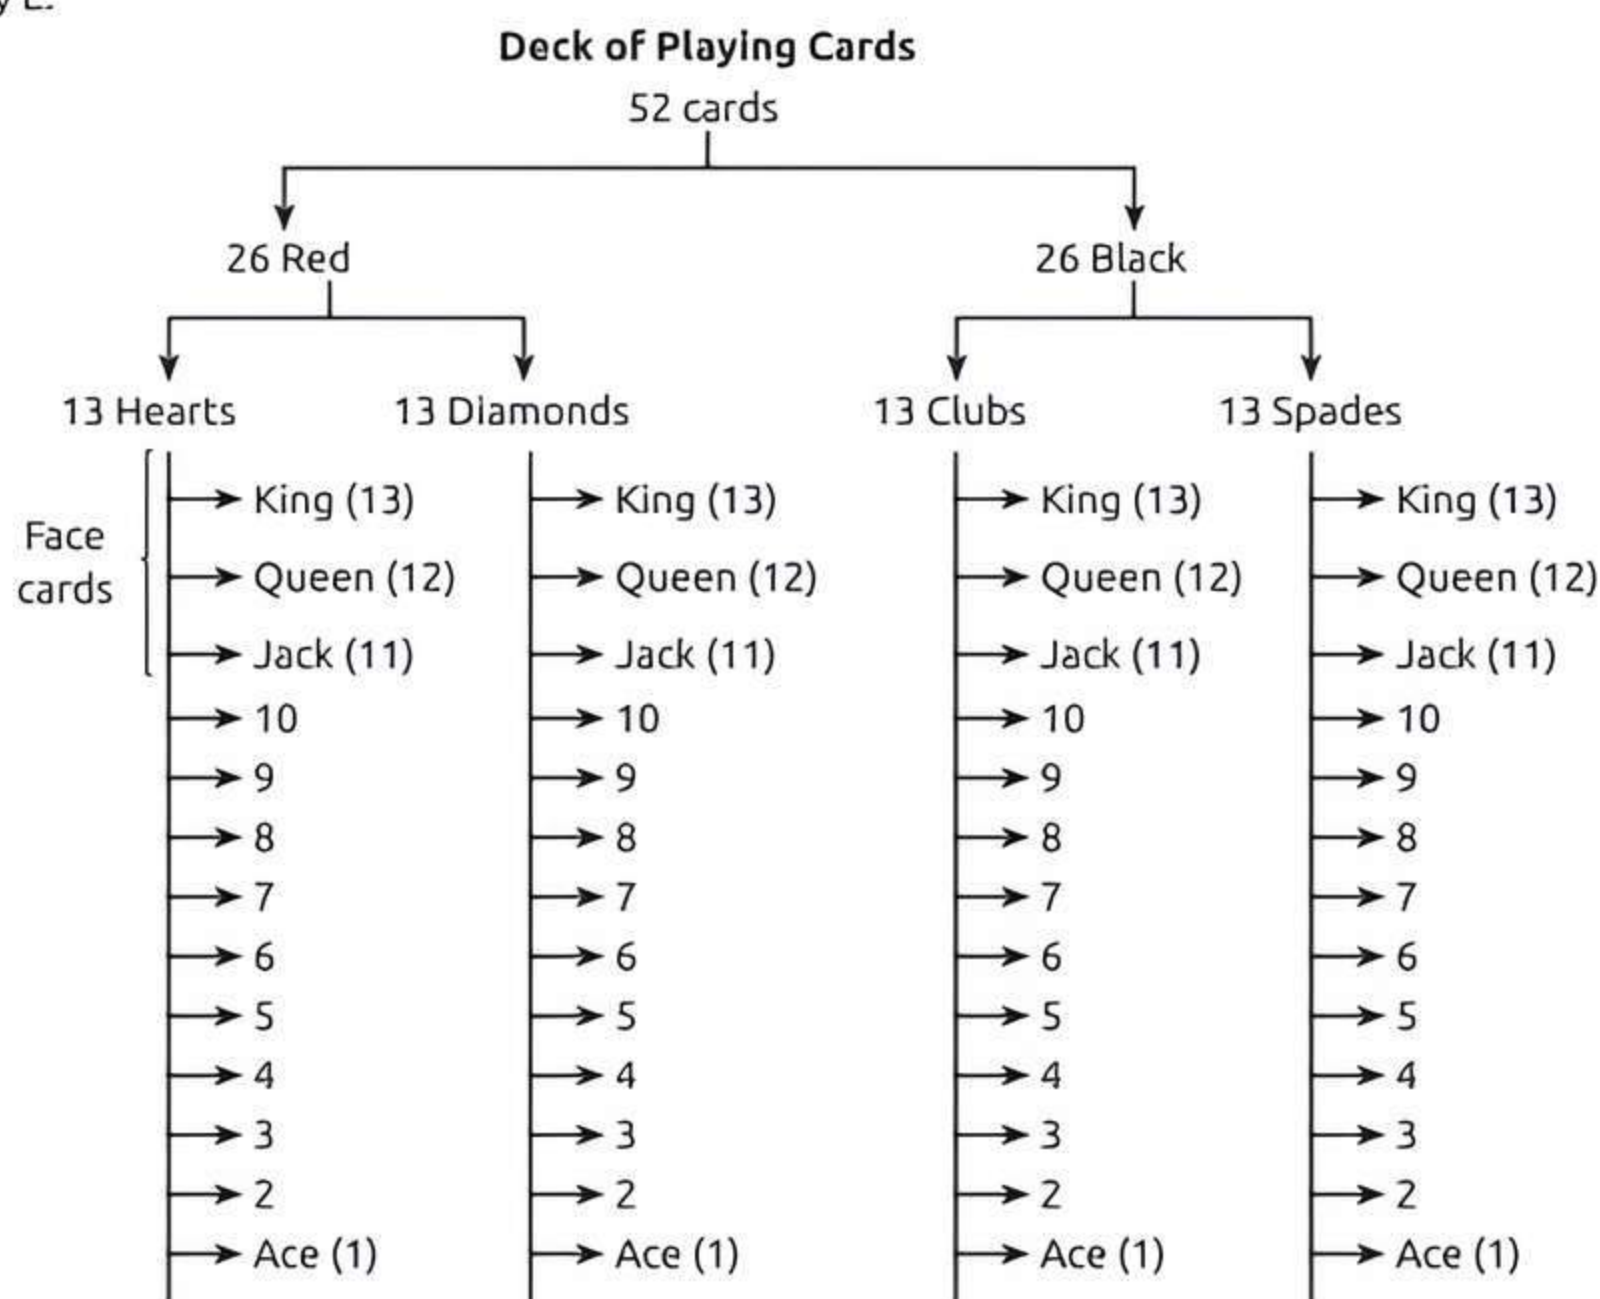 Deck of Playing Cards
52 cards
26 Red 26 Black
13 Hearts 13 Diamonds 13 Clubs 13 Spades
Face cards
King (13) King (13) King (13) King (13)
Queen (12) Queen (12) Queen (12) Queen (12)
Jack (11) Jack (11) Jack (11) Jack (11)
10 10 10 10
9 9 9 9
8 8 8 8
7 7 7 7
6 6 6 6
5 5 5 5
4 4 4 4
3 3 3 3
2 2 2 2
Ace (1) Ace (1) Ace (1) Ace (1)